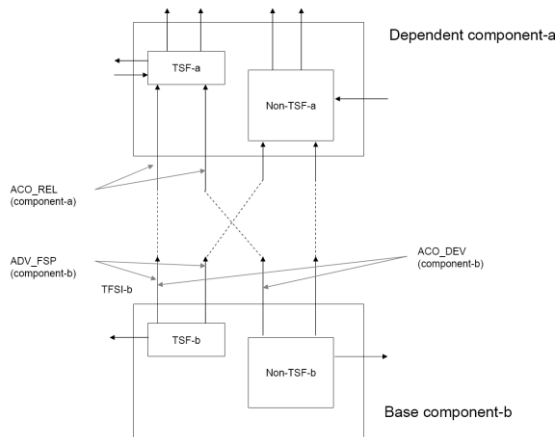 Dependent component-a
TSF-a
Non-TSF-a
ACO_REL
(component-a)
ADV_FSP
(component-b)
ACO_DEV
(component-b)
TFSI-b
TSF-b
Non-TSF-b
Base component-b